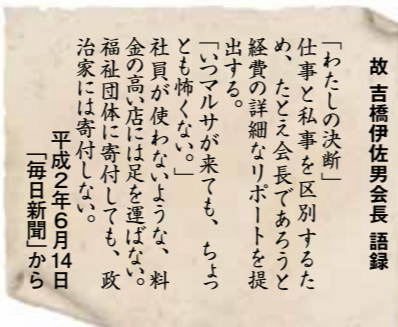 故 吉橋伊佐男会長 語録
「わたしの決断」
仕事と私事を区別するた
め、たとえ会長であろうと
経費の詳細なリポートを提
出する。
「いつマルサが来ても、ちょっ
とも怖くない。」
社員が使わないような、料
金の高い店には足を運ばない。
福祉団体に寄付しても、政
治家には寄付しない。
平成2年6月14日
「毎日新聞」から